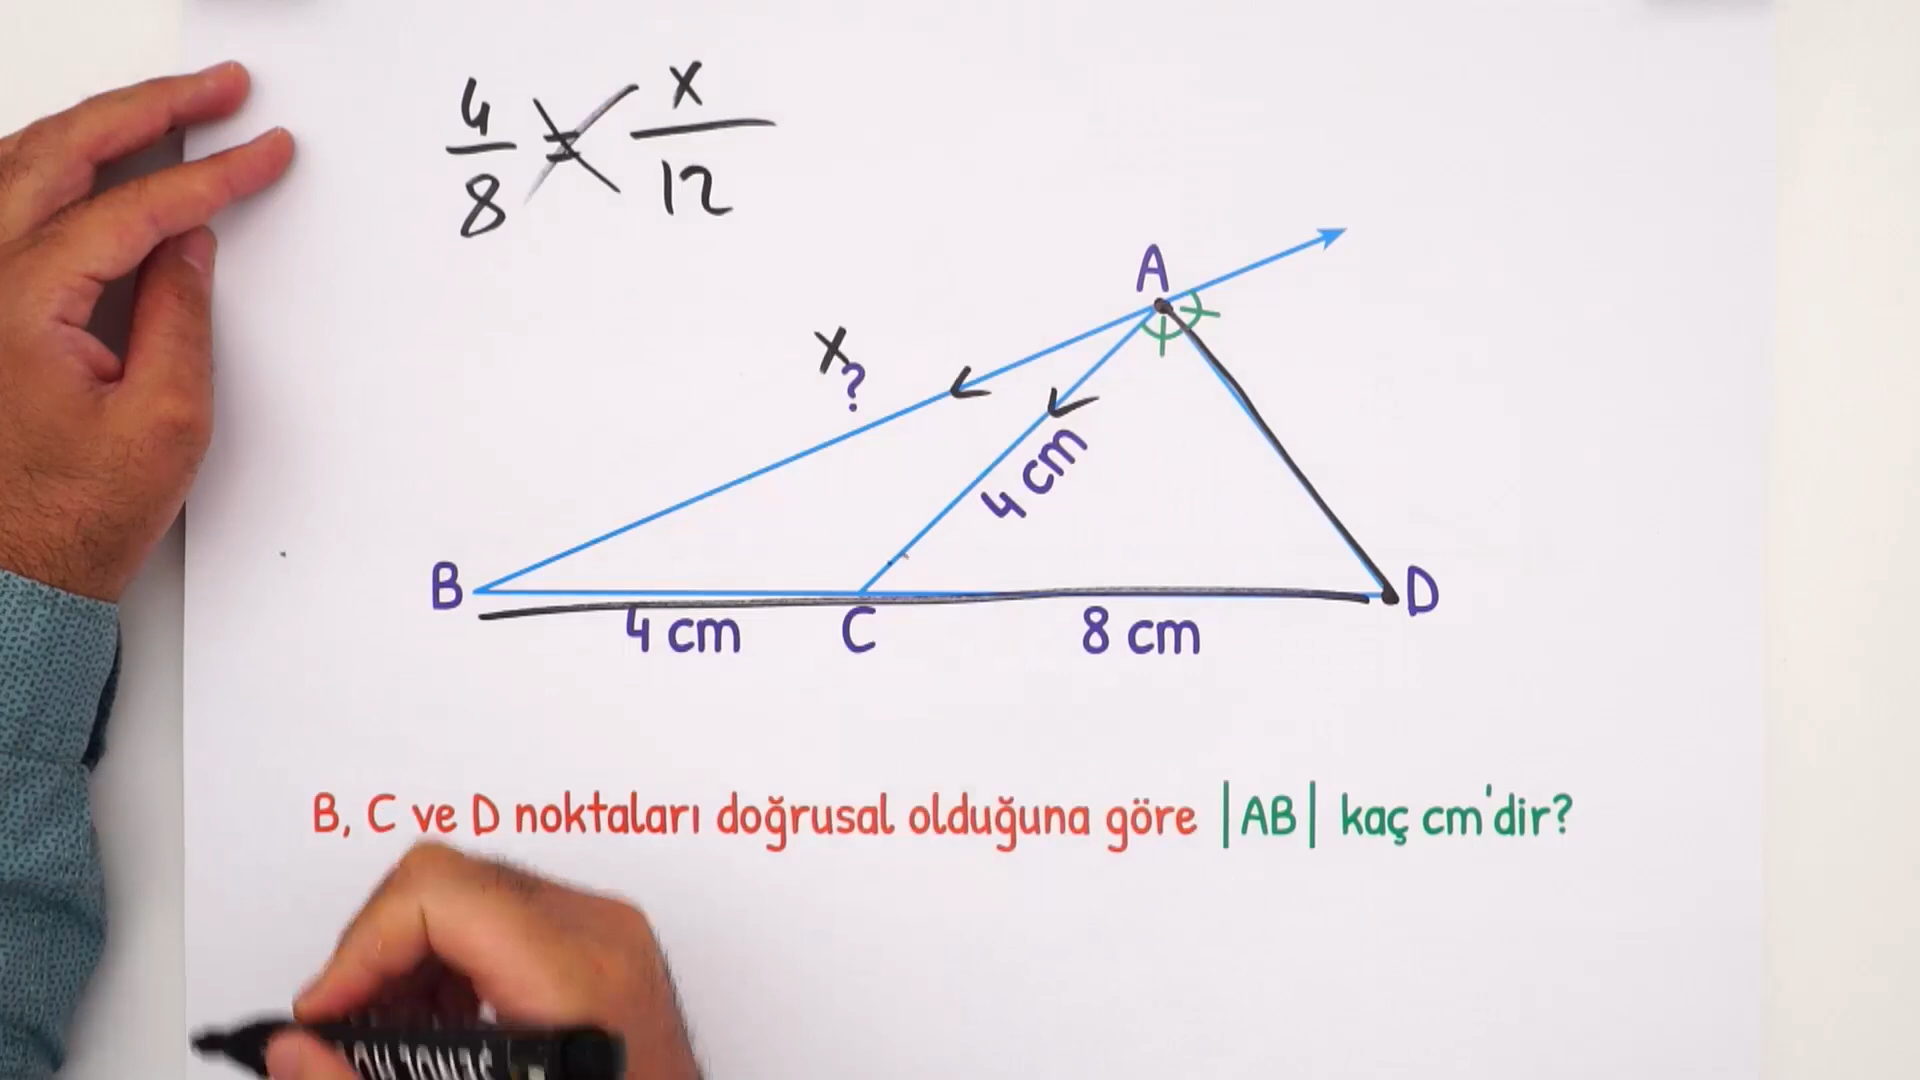 4 x
8 = 12
A
x
?
4 cm
B
D
4 cm
C
8 cm
B, C ve D noktaları doğrusal olduğuna göre |AB| kaç cm'dir?